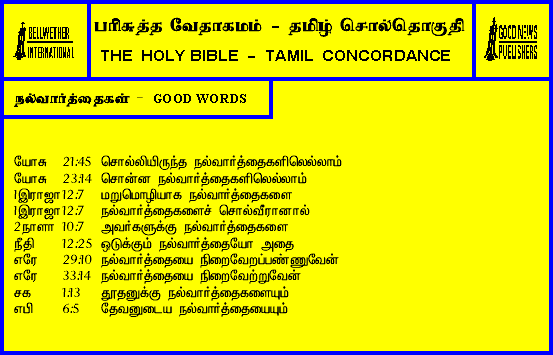 BELLWETHER
INTERNATIONAL
பரிசுத்த வேதாகமம் - தமிழ் சொல்தொகுதி
THE HOLY BIBLE - TAMIL CONCORDANCE
GOOD NEWS
PUBLISHERS
நல்வார்த்தைகள் - GOOD WORDS
யோசு 21:45 சொல்லியிருந்த நல்வார்த்தைகளிலெல்லாம்
யோசு 23:14 சொன்ன நல்வார்த்தைகளிலெல்லாம்
1இராஜா 12:7 மறுமொழியாக நல்வார்த்தைகளை
1இராஜா 12:7 நல்வார்த்தைகளைச் சொல்வீரானால்
2நாளா 10:7 அவர்களுக்கு நல்வார்த்தைகளை
நீதி 12:25 ஒடுக்கும் நல்வார்த்தையோ அதை
எரே 29:10 நல்வார்த்தையை நிறைவேறப்பண்ணுவேன்
எரே 33:14 நல்வார்த்தையை நிறைவேற்றுவேன்
சக 1:13 தூதனுக்கு நல்வார்த்தைகளையும்
எபி 6:5 தேவனுடைய நல்வார்த்தையையும்